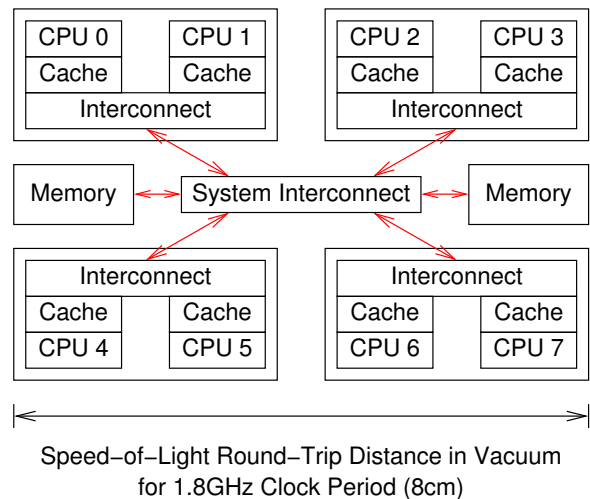 CPU 0 CPU 1 CPU 2 CPU 3
Cache Cache Cache Cache
Interconnect Interconnect
Memory System Interconnect Memory
Interconnect Interconnect
Cache Cache Cache Cache
CPU 4 CPU 5 CPU 6 CPU 7
Speed−of−Light Round−Trip Distance in Vacuum
for 1.8GHz Clock Period (8cm)